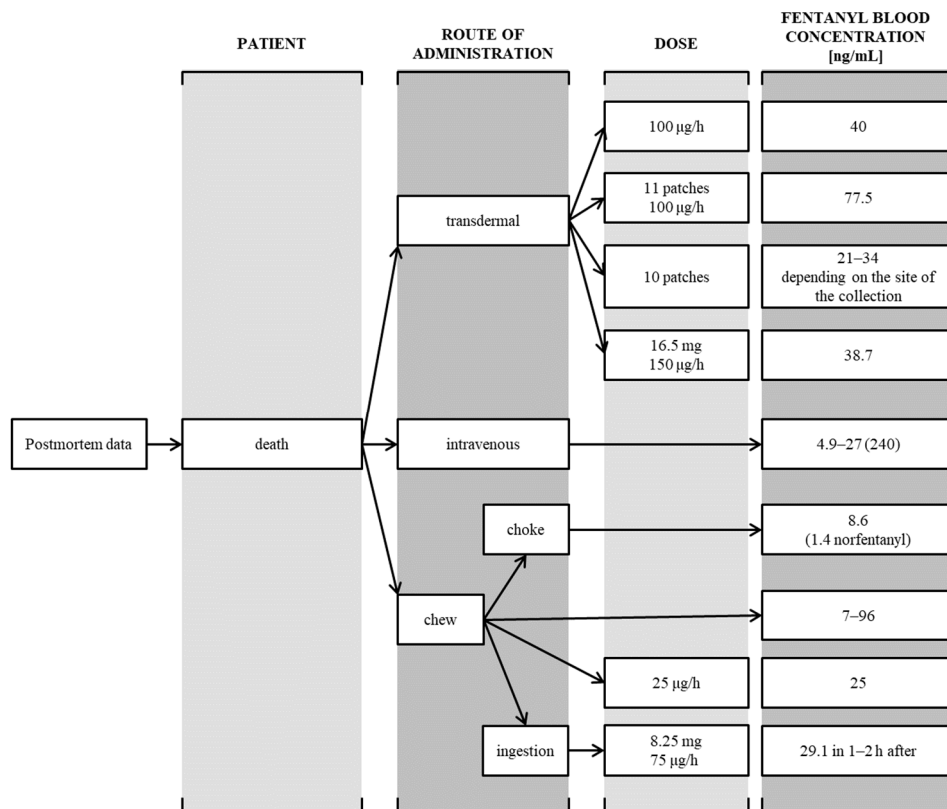 PATIENT
ROUTE OF
ADMINISTRATION
DOSE
FENTANYL BLOOD
CONCENTRATION
[ng/mL]
100 µg/h
40
transdermal
11 patches
100 µg/h
77.5
10 patches
21–34
depending on the site of
the collection
16.5 mg
150 µg/h
38.7
Postmortem data
death
intravenous
4.9–27 (240)
choke
8.6
(1.4 norfentanyl)
chew
7–96
25 µg/h
25
ingestion
8.25 mg
75 µg/h
29.1 in 1–2 h after